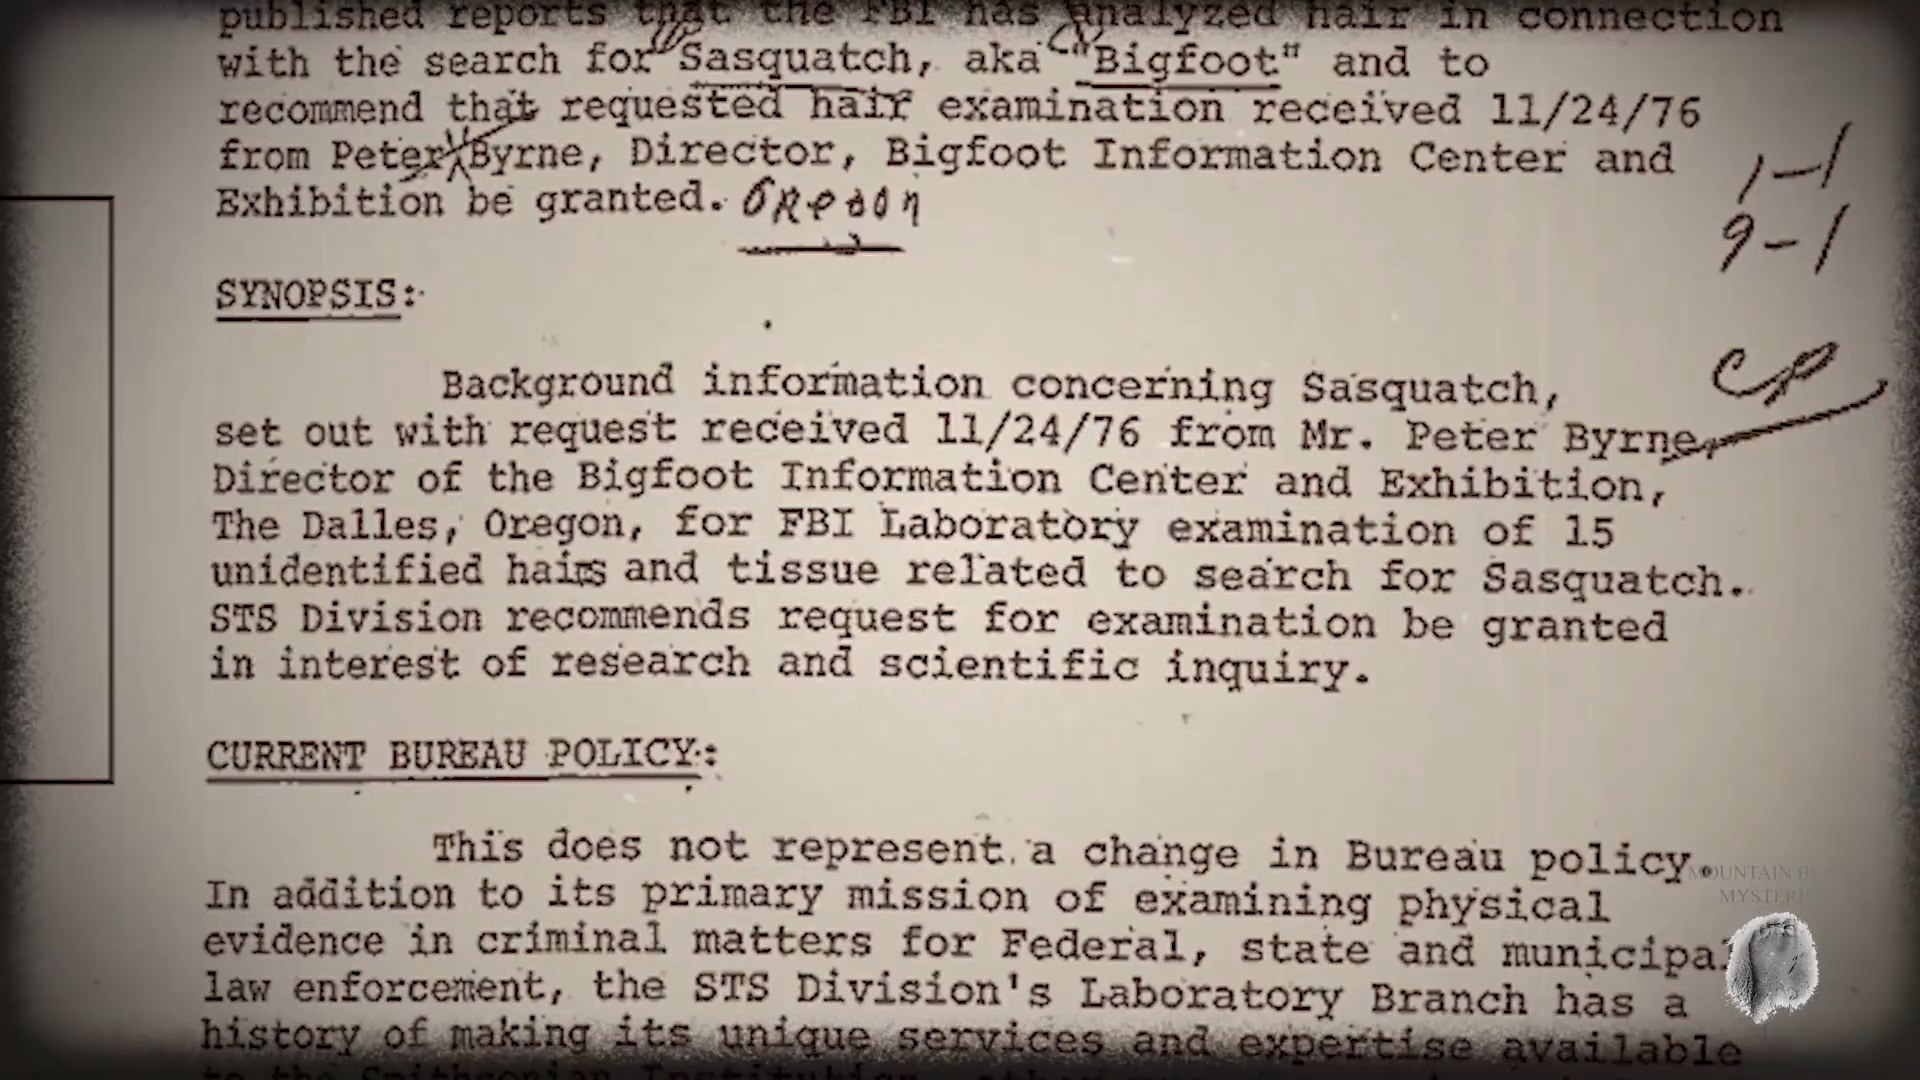 published reports that the FBI has analyzed hair in connection
with the search for Sasquatch, aka "Bigfoot" and to
recommend that requested hair examination received 11/24/76
from Peter Byrne, Director, Bigfoot Information Center and
Exhibition be granted. Oregon
1-1
9-1
SYNOPSIS:
CP
Background information concerning Sasquatch,
set out with request received 11/24/76 from Mr. Peter Byrne,
Director of the Bigfoot Information Center and Exhibition,
The Dalles, Oregon, for FBI Laboratory examination of 15
unidentified hairs and tissue related to search for Sasquatch.
STS Division recommends request for examination be granted
in interest of research and scientific inquiry.
CURRENT BUREAU POLICY:
This does not represent a change in Bureau policy.
In addition to its primary mission of examining physical
evidence in criminal matters for Federal, state and municipal
law enforcement, the STS Division's Laboratory Branch has a
history of making its unique services and expertise available
to the Smithsonian Institution,
MOUNTAIN
MYSTERI